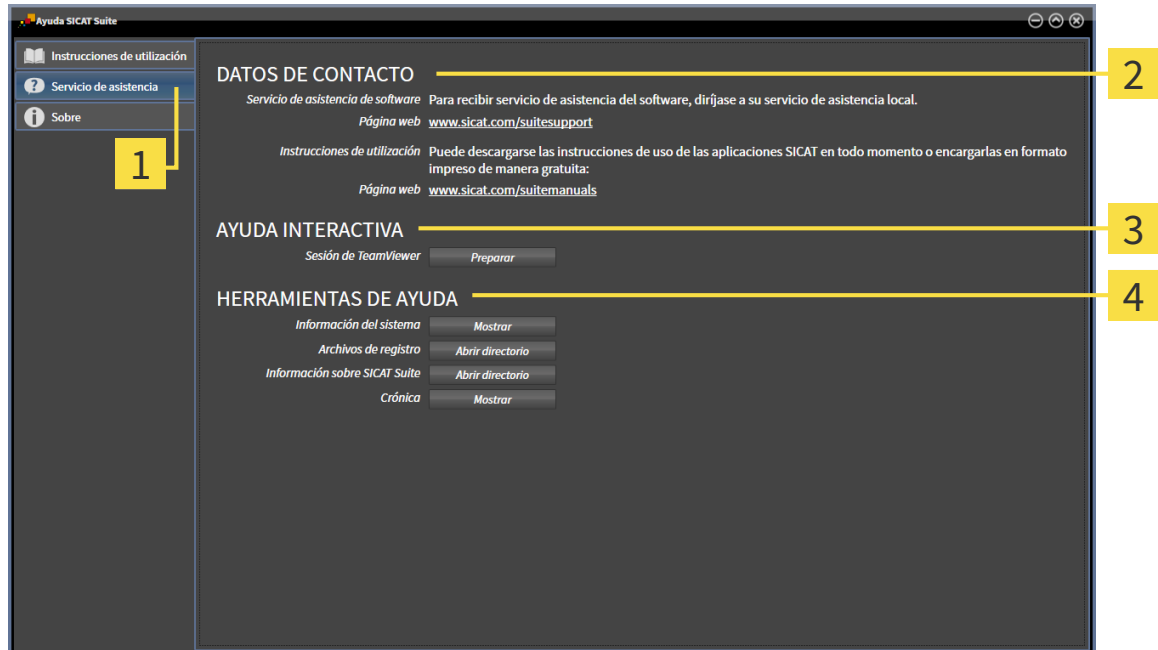 Ayuda SICAT Suite
Instrucciones de utilización
Servicio de asistencia
Sobre
1
DATOS DE CONTACTO
2
Servicio de asistencia de software Para recibir servicio de asistencia del software, diríjase a su servicio de asistencia local.
Página web www.sicat.com/suitesupport
Instrucciones de utilización Puede descargarse las instrucciones de uso de las aplicaciones SICAT en todo momento o encargarlas en formato
impreso de manera gratuita:
Página web www.sicat.com/suitemanuals
AYUDA INTERACTIVA
3
Sesión de TeamViewer Preparar
HERRAMIENTAS DE AYUDA
4
Información del sistema Mostrar
Archivos de registro Abrir directorio
Información sobre SICAT Suite Abrir directorio
Crónica Mostrar